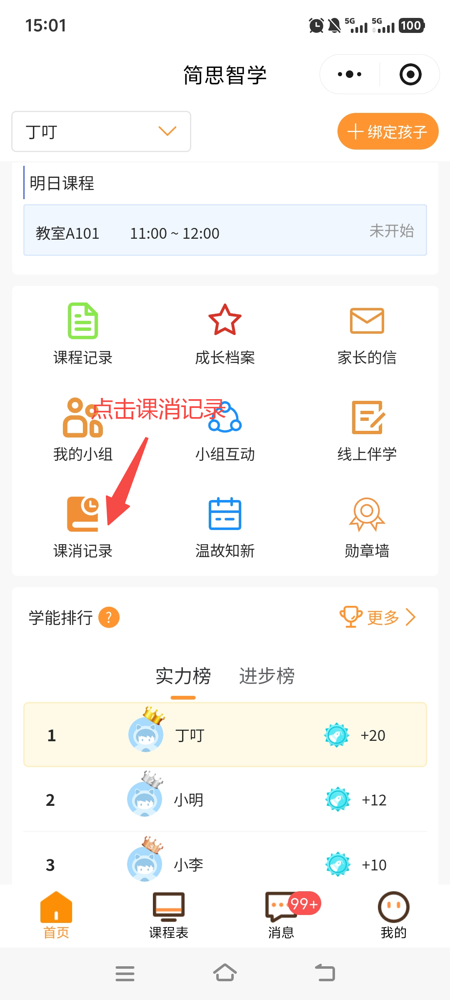 15:01
5G 5G 100
简思智学
丁叮
绑定孩子
明日课程
教室A101 11:00 ~ 12:00 未开始
课程记录 成长档案 家长的信
点击课消记录
我的小组 小组互动 线上伴学
课消记录 温故知新 勋章墙
学能排行 ? 更多
实力榜 进步榜
1 1 丁叮 +20
2 2 小明 +12
3 3 小李 +10
99+
首页 课程表 消息 我的